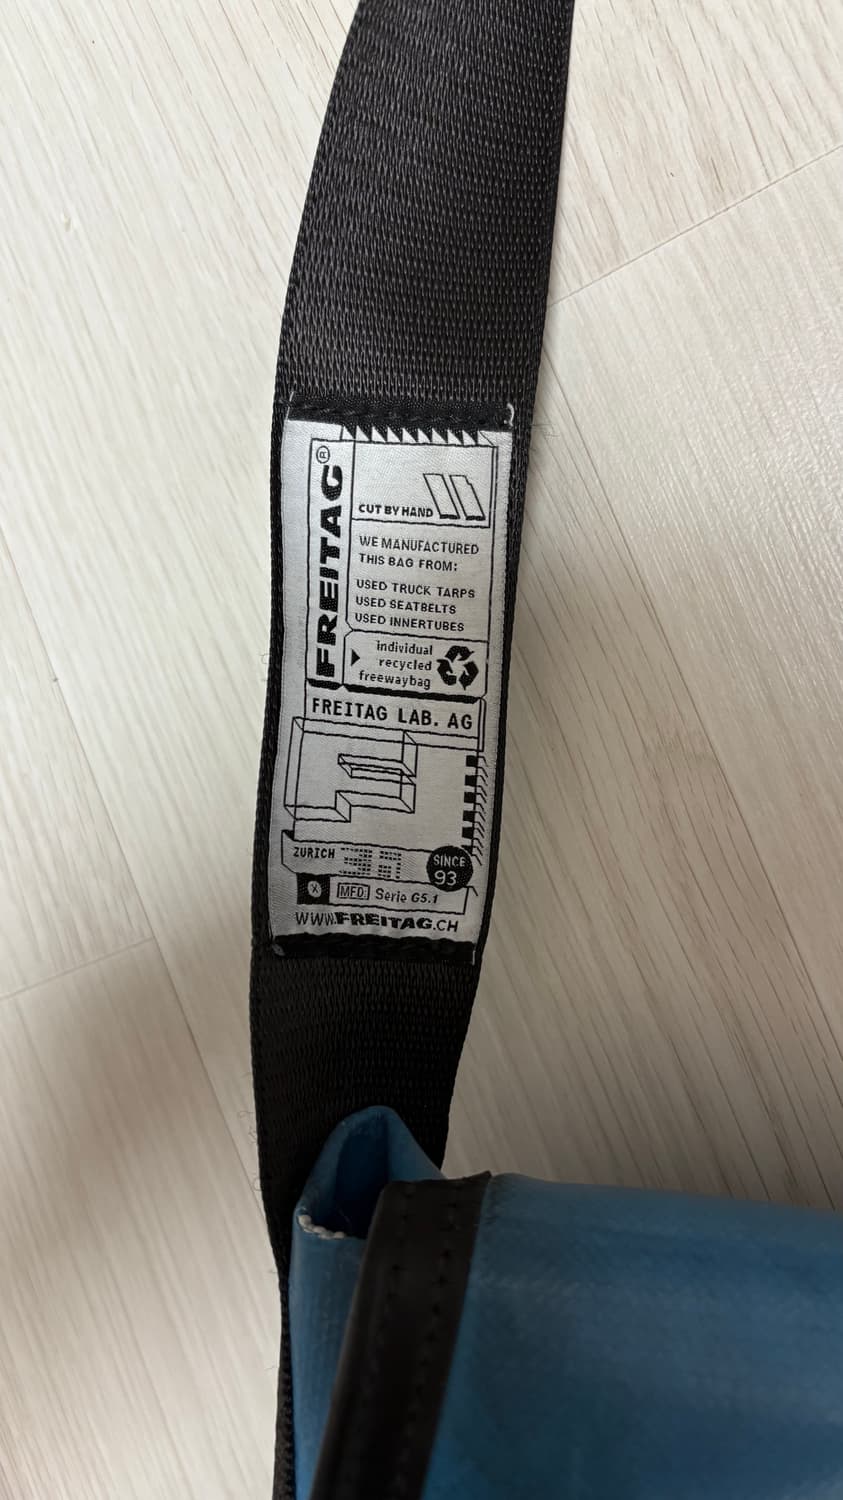 FREITAG®
CUT BY HAND
WE MANUFACTURED
THIS BAG FROM:
USED TRUCK TARPS
USED SEATBELTS
USED INNERTUBES
individual
recycled
freewaybag
FREITAG LAB. AG
ZURICH
SINCE
93
X MFD: Serie G5.1
WWW.FREITAG.CH